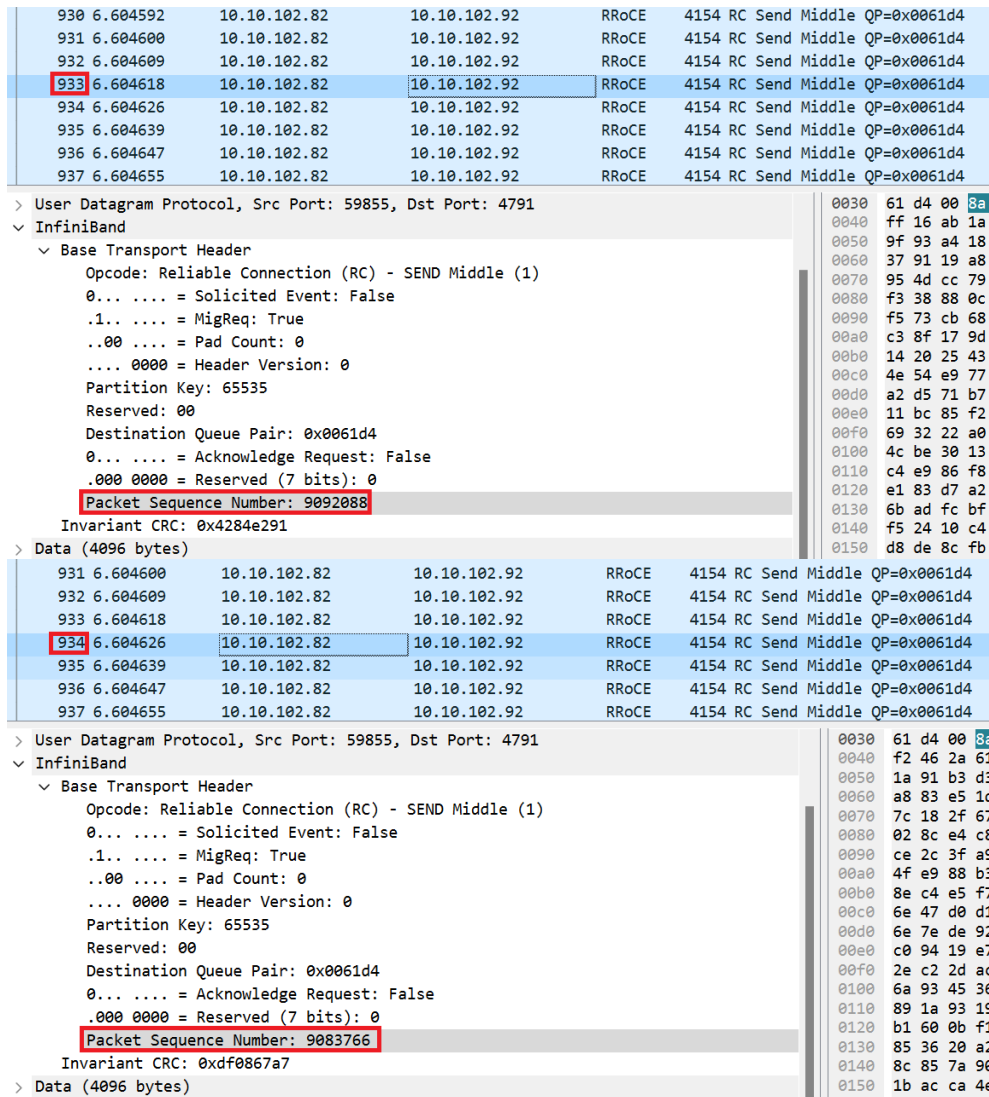 930 6.604592 10.10.102.82 10.10.102.92 RRoCE 4154 RC Send Middle QP=0x0061d4
931 6.604600 10.10.102.82 10.10.102.92 RRoCE 4154 RC Send Middle QP=0x0061d4
932 6.604609 10.10.102.82 10.10.102.92 RRoCE 4154 RC Send Middle QP=0x0061d4
933 6.604618 10.10.102.82 10.10.102.92 RRoCE 4154 RC Send Middle QP=0x0061d4
934 6.604626 10.10.102.82 10.10.102.92 RRoCE 4154 RC Send Middle QP=0x0061d4
935 6.604639 10.10.102.82 10.10.102.92 RRoCE 4154 RC Send Middle QP=0x0061d4
936 6.604647 10.10.102.82 10.10.102.92 RRoCE 4154 RC Send Middle QP=0x0061d4
937 6.604655 10.10.102.82 10.10.102.92 RRoCE 4154 RC Send Middle QP=0x0061d4
User Datagram Protocol, Src Port: 59855, Dst Port: 4791
InfiniBand
Base Transport Header
Opcode: Reliable Connection (RC) - SEND Middle (1)
0... .... = Solicited Event: False
.1.. .... = MigReq: True
..00 .... = Pad Count: 0
.... 0000 = Header Version: 0
Partition Key: 65535
Reserved: 00
Destination Queue Pair: 0x0061d4
0... .... = Acknowledge Request: False
.000 0000 = Reserved (7 bits): 0
Packet Sequence Number: 9092088
Invariant CRC: 0x4284e291
Data (4096 bytes)
0030 61 d4 00 8a
0040 ff 16 ab 1a
0050 9f 93 a4 18
0060 37 91 19 a8
0070 95 4d cc 79
0080 f3 38 88 0c
0090 f5 73 cb 68
00a0 c3 8f 17 9d
00b0 14 20 25 43
00c0 4e 54 e9 77
00d0 a2 d5 71 b7
00e0 11 bc 85 f2
00f0 69 32 22 a0
0100 4c be 30 13
0110 c4 e9 86 f8
0120 e1 83 d7 a2
0130 6b ad fc bf
0140 f5 24 10 c4
0150 d8 de 8c fb
931 6.604600 10.10.102.82 10.10.102.92 RRoCE 4154 RC Send Middle QP=0x0061d4
932 6.604609 10.10.102.82 10.10.102.92 RRoCE 4154 RC Send Middle QP=0x0061d4
933 6.604618 10.10.102.82 10.10.102.92 RRoCE 4154 RC Send Middle QP=0x0061d4
934 6.604626 10.10.102.82 10.10.102.92 RRoCE 4154 RC Send Middle QP=0x0061d4
935 6.604639 10.10.102.82 10.10.102.92 RRoCE 4154 RC Send Middle QP=0x0061d4
936 6.604647 10.10.102.82 10.10.102.92 RRoCE 4154 RC Send Middle QP=0x0061d4
937 6.604655 10.10.102.82 10.10.102.92 RRoCE 4154 RC Send Middle QP=0x0061d4
User Datagram Protocol, Src Port: 59855, Dst Port: 4791
InfiniBand
Base Transport Header
Opcode: Reliable Connection (RC) - SEND Middle (1)
0... .... = Solicited Event: False
.1.. .... = MigReq: True
..00 .... = Pad Count: 0
.... 0000 = Header Version: 0
Partition Key: 65535
Reserved: 00
Destination Queue Pair: 0x0061d4
0... .... = Acknowledge Request: False
.000 0000 = Reserved (7 bits): 0
Packet Sequence Number: 9083766
Invariant CRC: 0xdf0867a7
Data (4096 bytes)
0030 61 d4 00 8a
0040 f2 46 2a 61
0050 1a 91 b3 d3
0060 a8 83 e5
0070 7c 18 2f 67
0080 02 8c e4 c8
0090 ce 2c 3f a9
00a0 4f e9 88 b3
00b0 8e c4 e5 f7
00c0 6e 47 d0 d1
00d0 6e 7e de 92
00e0 c0 94 19 e7
00f0 2e c2 2d
0100 6a 93 45 36
0110 89 1a 93 19
0120 b1 60 0b f1
0130 85 36 20 a2
0140 8c 85 7a 90
0150 1b ac ca 4e